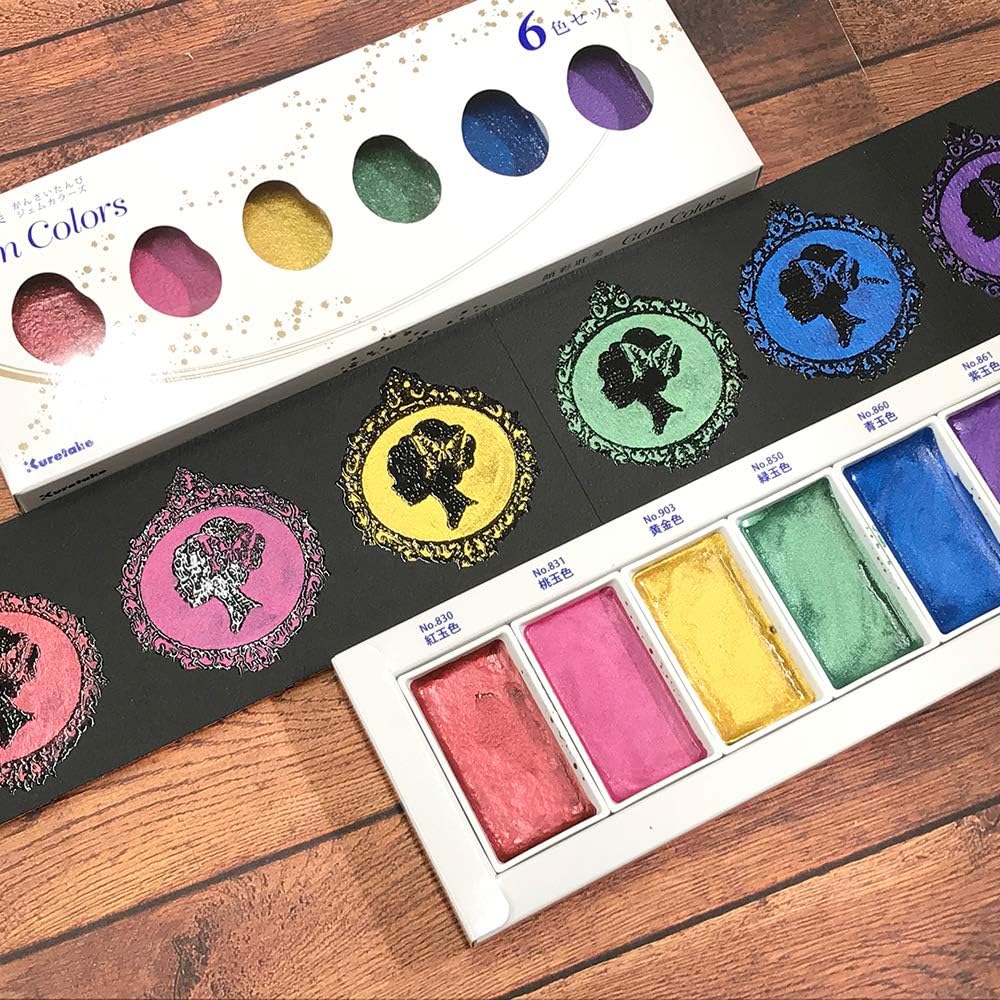 6色セット
かんさいたんび
ジェムカラーズ
m Colors
Kuretake
Kuretake
顔彩耽美 Gem Colors
No.830
紅玉色
No.831
桃玉色
No.903
黄金色
No.850
緑玉色
No.860
青玉色
No.861
紫玉色